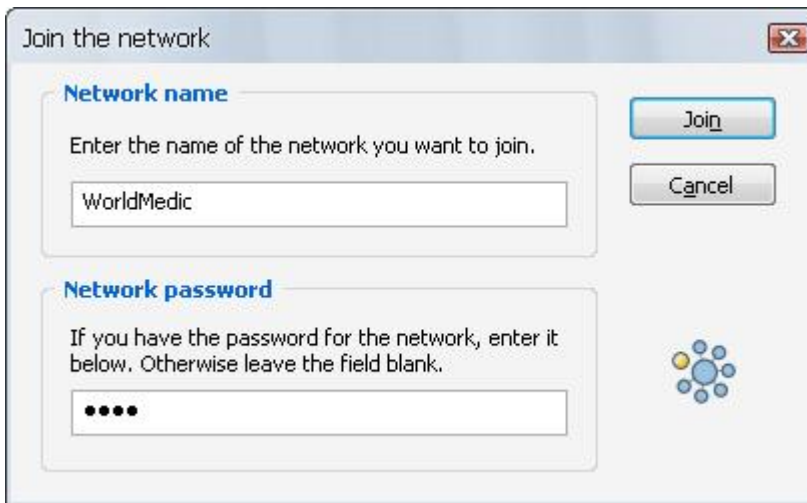 Join the network
Network name
Enter the name of the network you want to join.
WorldMedic
Join
Cancel
Network password
If you have the password for the network, enter it
below. Otherwise leave the field blank.
••••